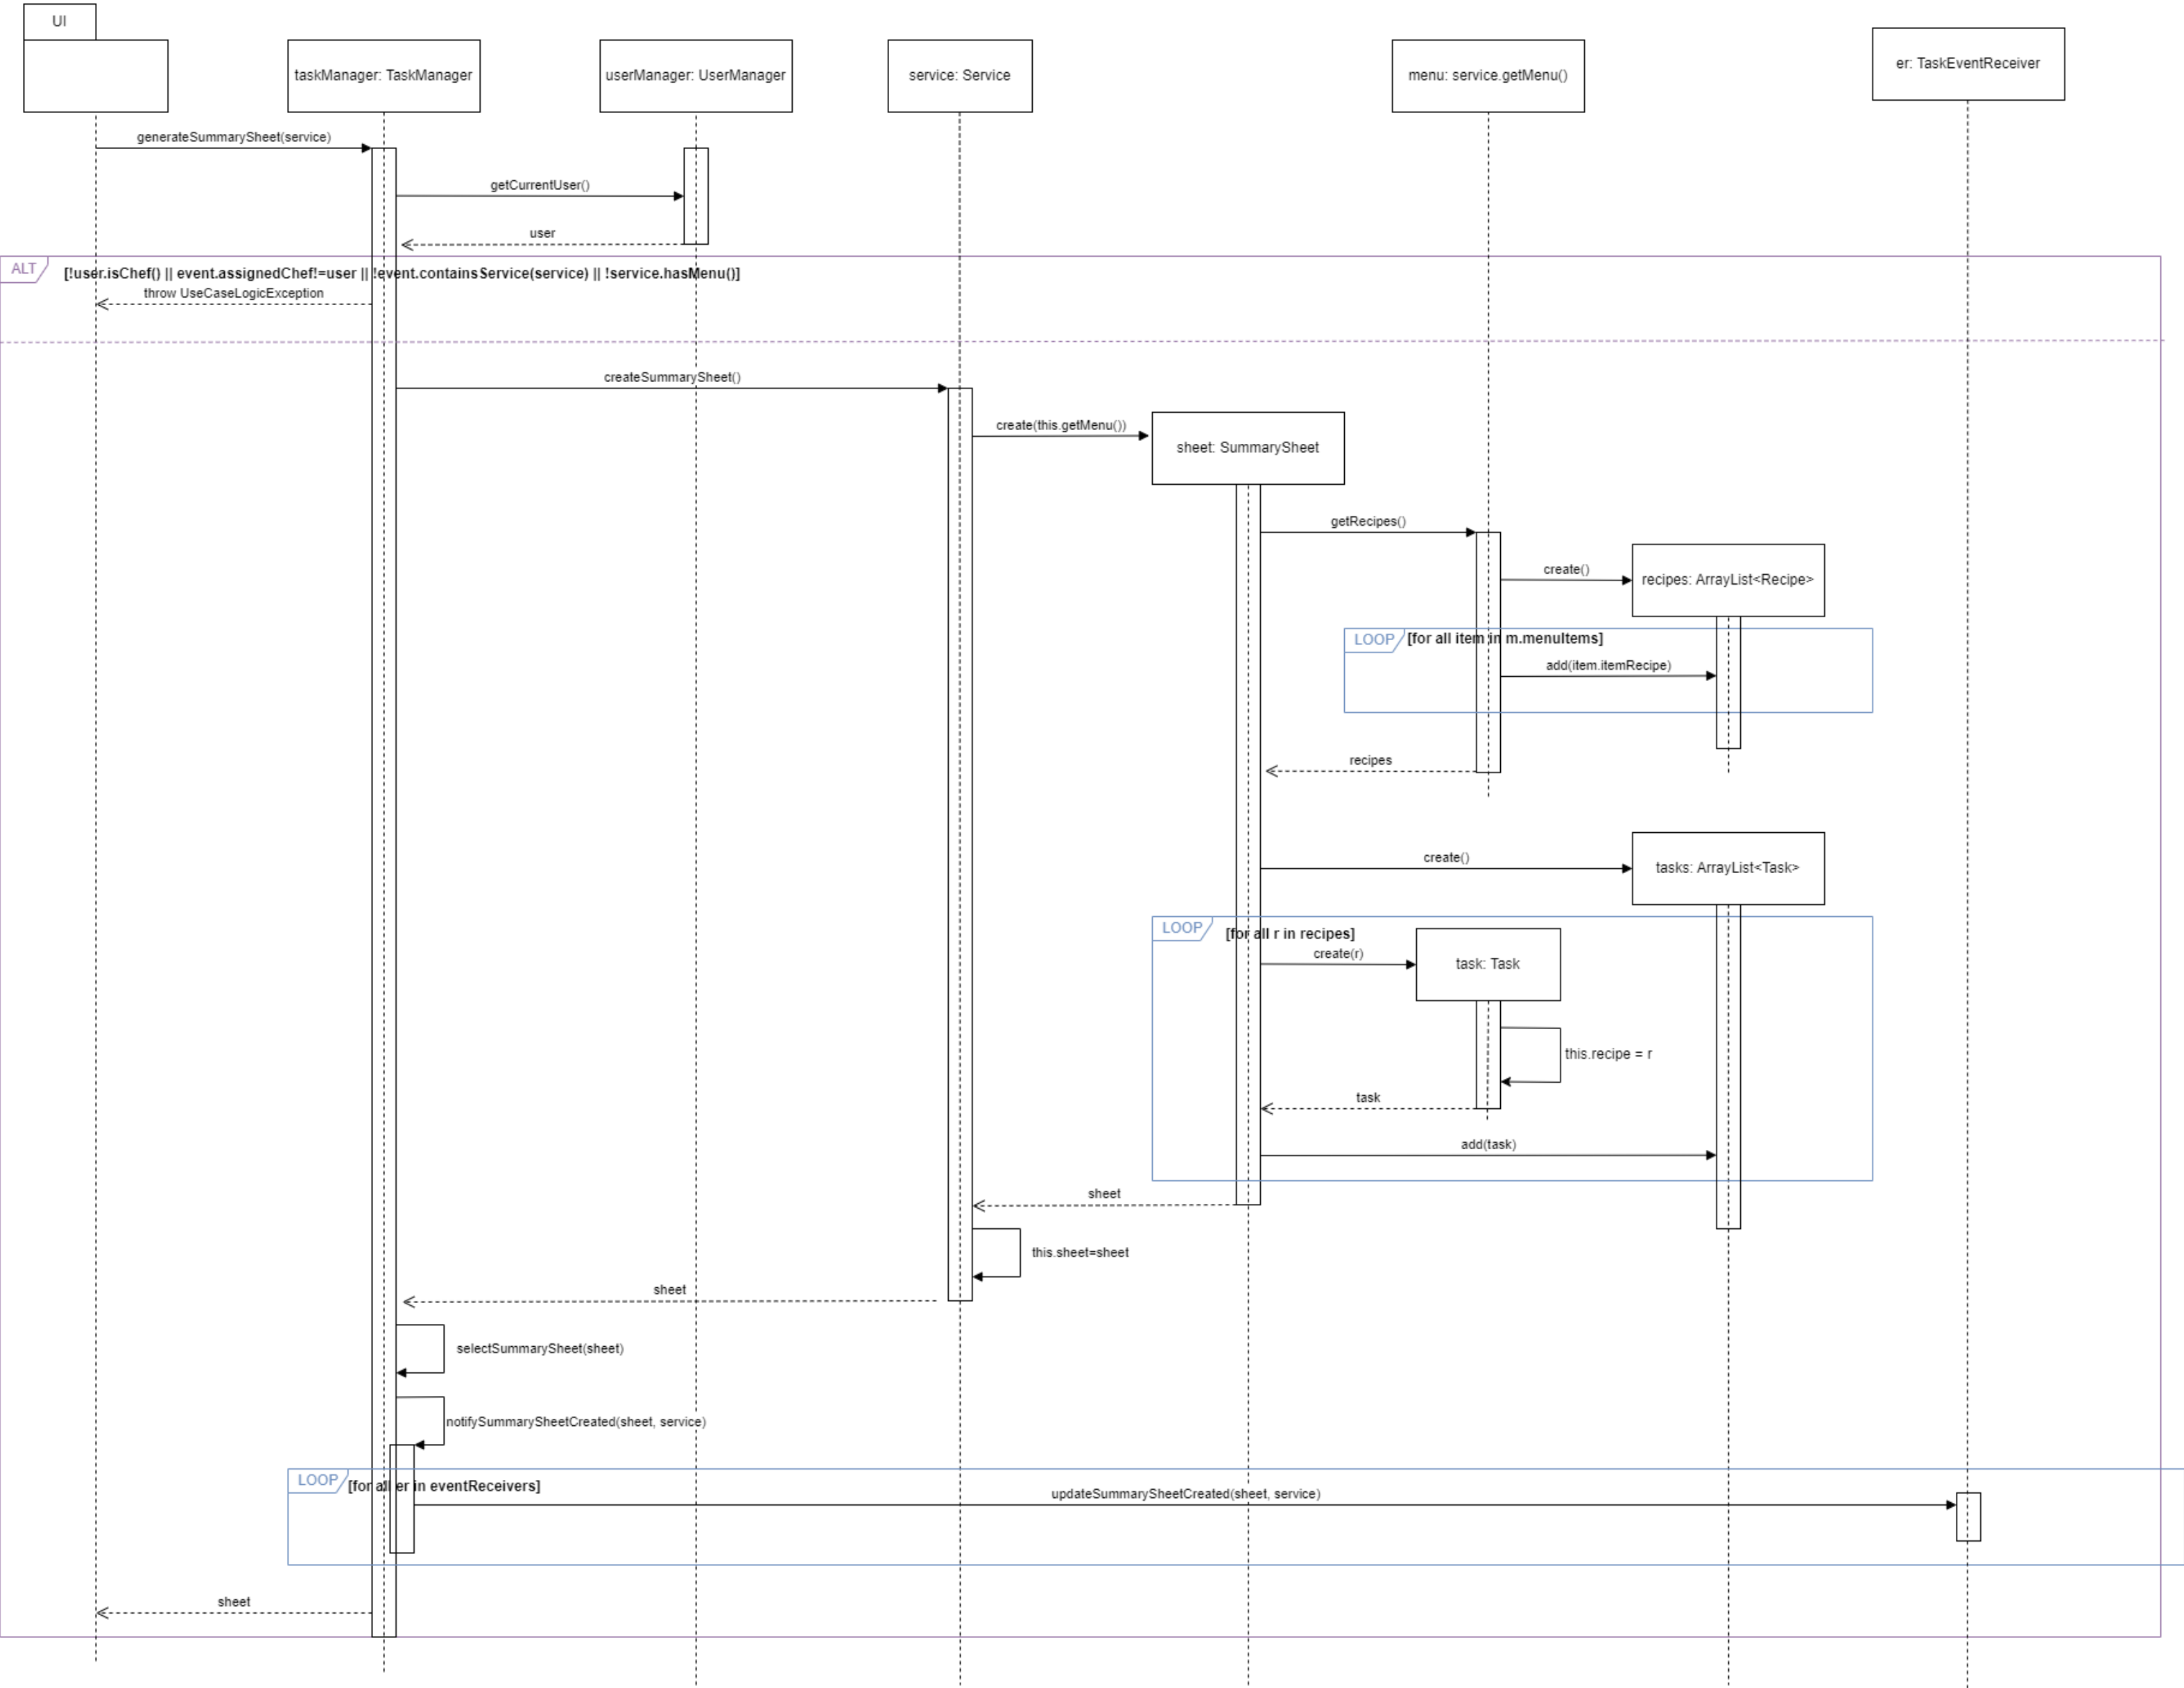 UI
taskManager: TaskManager
userManager: UserManager
service: Service
menu: service.getMenu()
er: TaskEventReceiver
generateSummarySheet(service)
getCurrentUser()
user
ALT
[!user.isChef() || event.assignedChef!=user || !event.containsService(service) || !service.hasMenu()]
throw UseCaseLogicException
createSummarySheet()
create(this.getMenu())
sheet: SummarySheet
getRecipes()
create()
recipes: ArrayList<Recipe>
LOOP
[for all item in m.menuItems]
add(item.itemRecipe)
recipes
create()
tasks: ArrayList<Task>
LOOP
[for all r in recipes]
create(r)
task: Task
this.recipe = r
task
add(task)
sheet
this.sheet=sheet
sheet
selectSummarySheet(sheet)
notifySummarySheetCreated(sheet, service)
LOOP
[for all er in eventReceivers]
updateSummarySheetCreated(sheet, service)
sheet